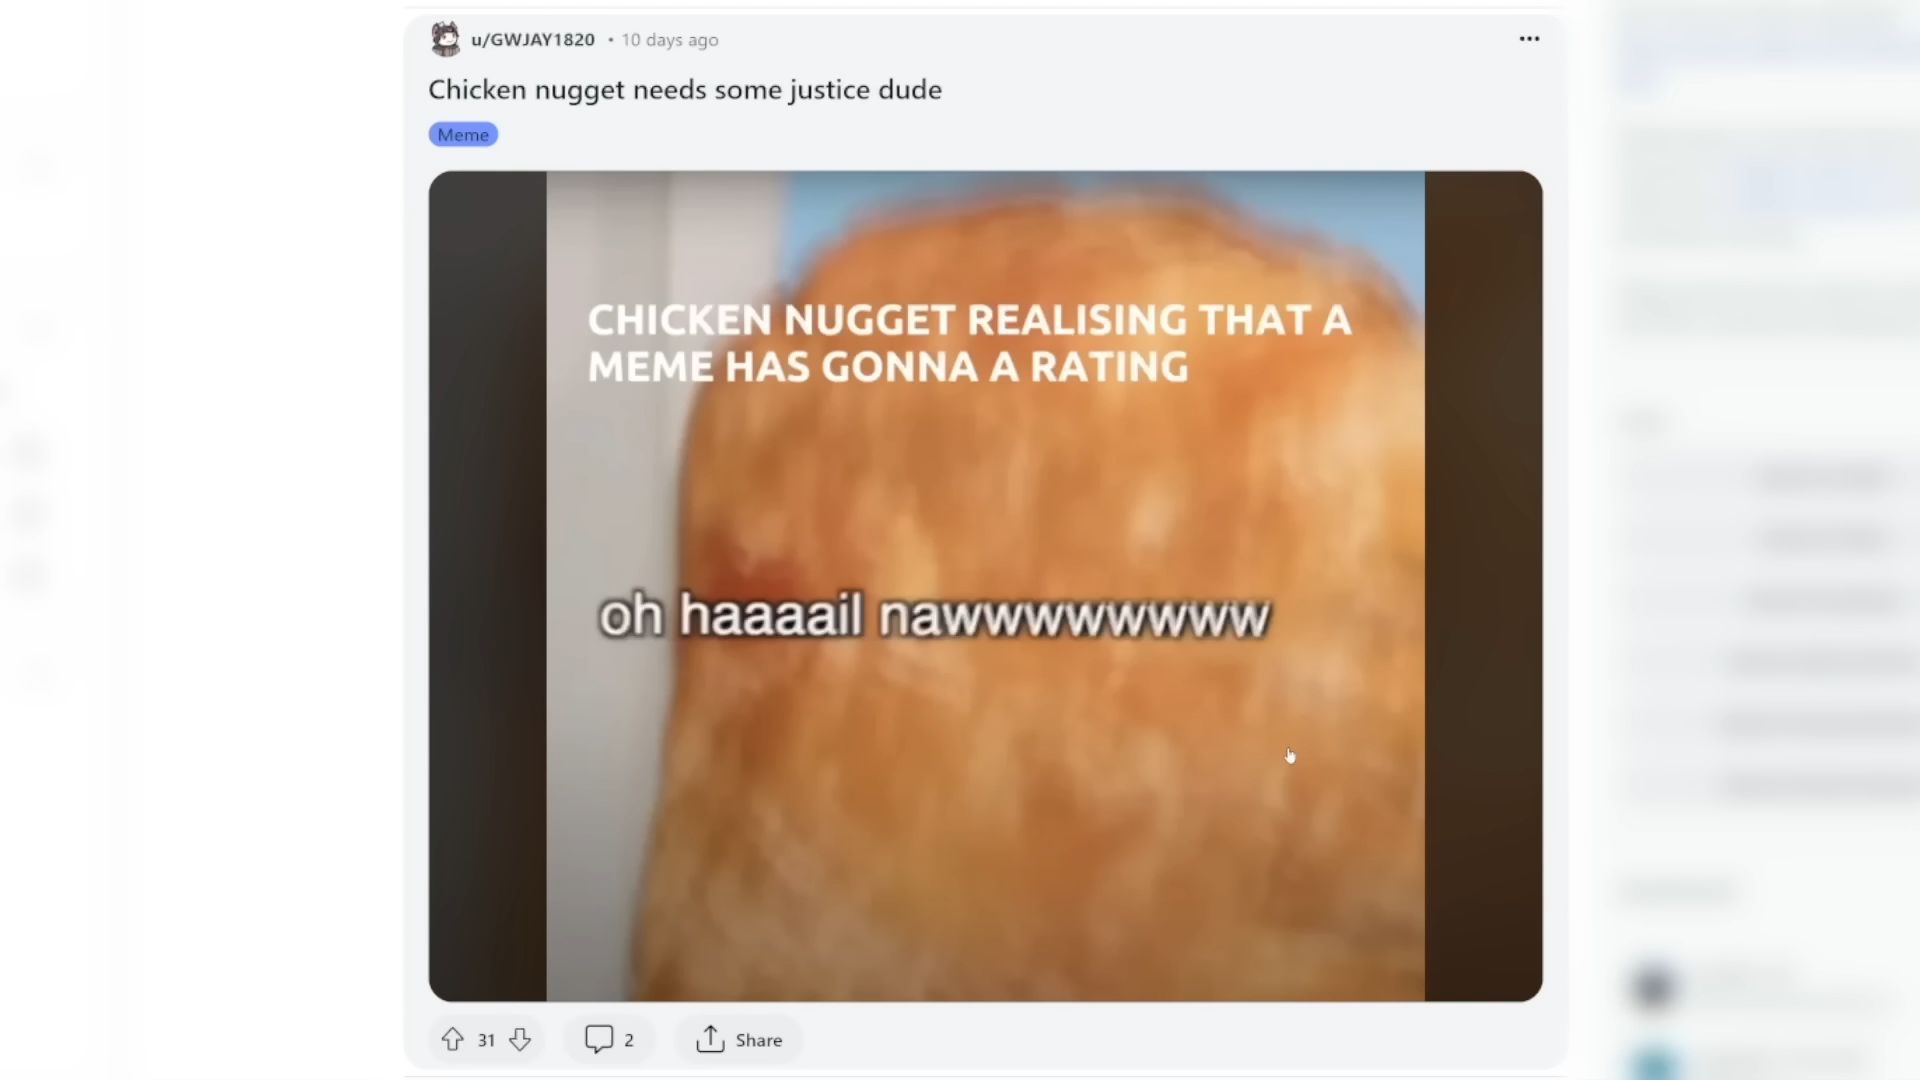 u/GWJAY1820 • 10 days ago
Chicken nugget needs some justice dude
Meme
CHICKEN NUGGET REALISING THAT A
MEME HAS GONNA A RATING
oh haaaail nawwwwwwwww
31
2
Share